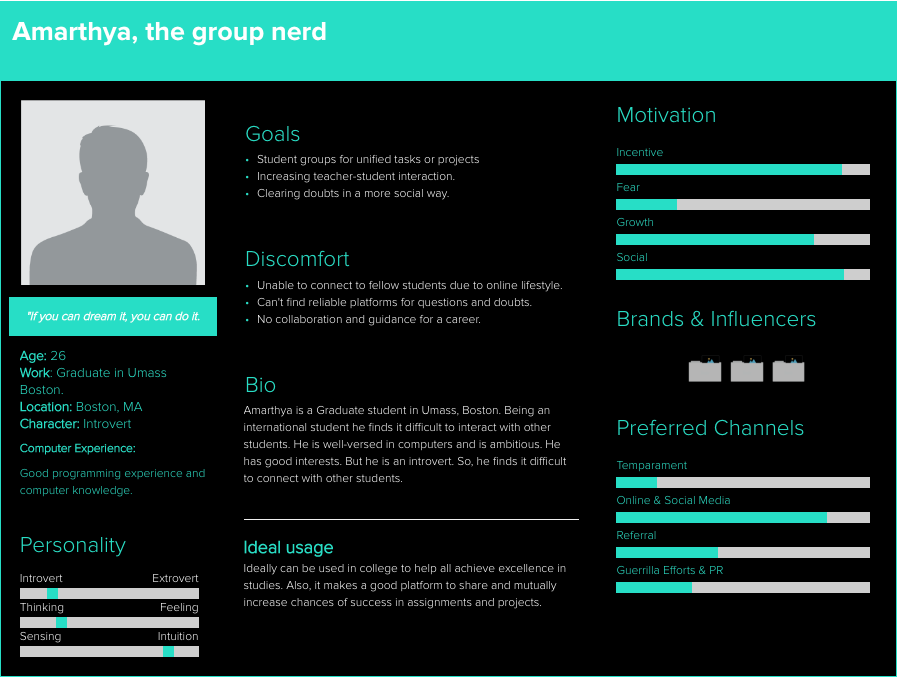 Amarthya, the group nerd
"If you can dream it, you can do it.
Age: 26
Work: Graduate in Umass
Boston.
Location: Boston, MA
Character: Introvert
Computer Experience:
Good programming experience and
computer knowledge.
Personality
Introvert Extrovert
Thinking Feeling
Sensing Intuition
Goals
• Student groups for unified tasks or projects
• Increasing teacher-student interaction.
• Clearing doubts in a more social way.
Discomfort
• Unable to connect to fellow students due to online lifestyle.
• Can't find reliable platforms for questions and doubts.
• No collaboration and guidance for a career.
Bio
Amarthya is a Graduate student in Umass, Boston. Being an
international student he finds it difficult to interact with other
students. He is well-versed in computers and is ambitious. He
has good interests. But he is an introvert. So, he finds it difficult
to connect with other students.
Ideal usage
Ideally can be used in college to help all achieve excellence in
studies. Also, it makes a good platform to share and mutually
increase chances of success in assignments and projects.
Motivation
Incentive
Fear
Growth
Social
Brands & Influencers
Preferred Channels
Temparament
Online & Social Media
Referral
Guerrilla Efforts & PR